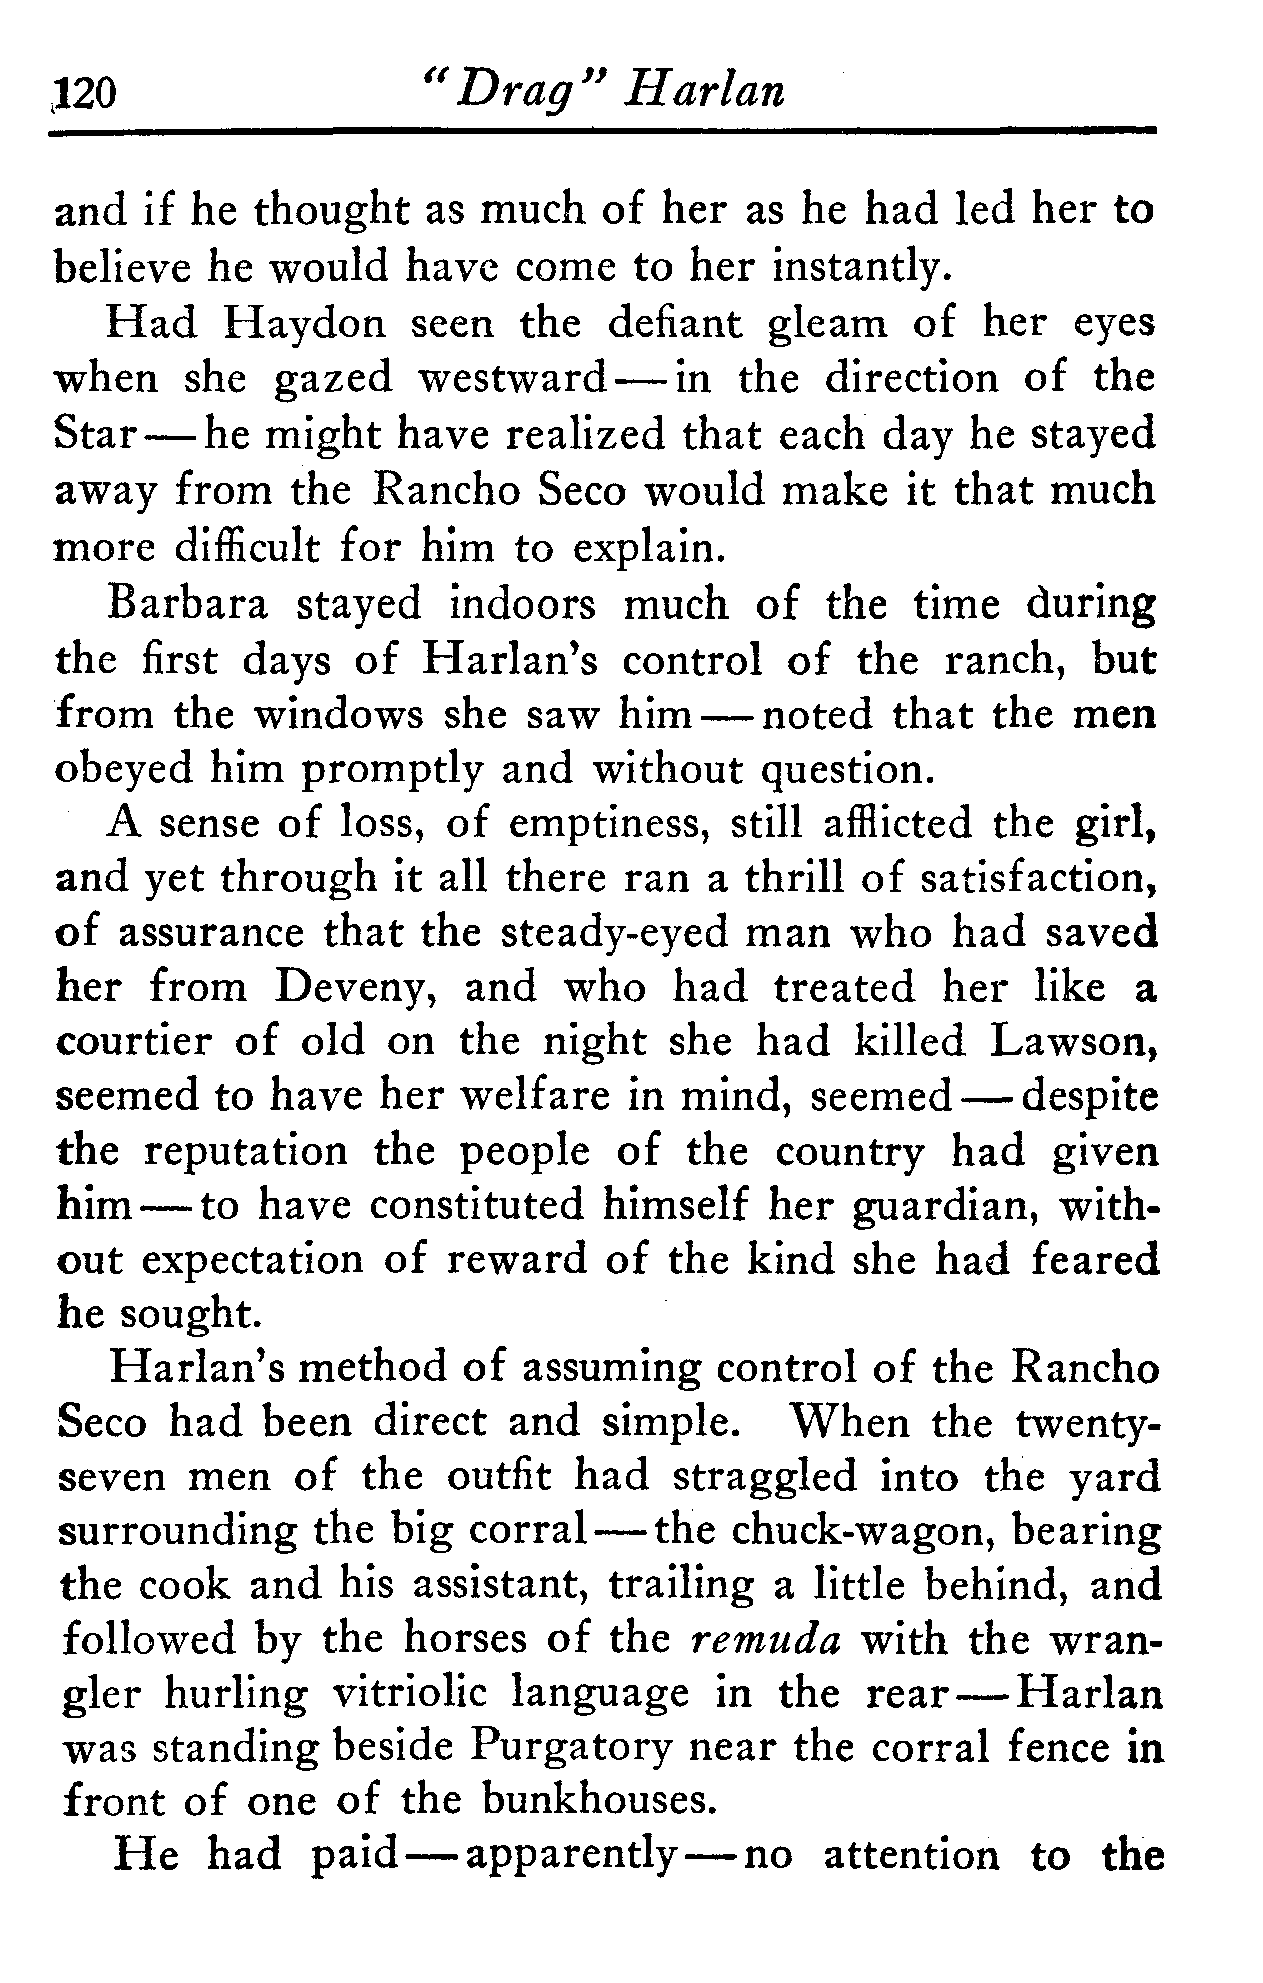 120 "Drag" Harlan
and if he thought as much of her as he had led her to
believe he would have come to her instantly.
Had Haydon seen the defiant gleam of her eyes
when she gazed westward—in the direction of the
Star—he might have realized that each day he stayed
away from the Rancho Seco would make it that much
more difficult for him to explain.
Barbara stayed indoors much of the time during
the first days of Harlan's control of the ranch, but
from the windows she saw him—noted that the men
obeyed him promptly and without question.
A sense of loss, of emptiness, still afflicted the girl,
and yet through it all there ran a thrill of satisfaction,
of assurance that the steady-eyed man who had saved
her from Deveny, and who had treated her like a
courtier of old on the night she had killed Lawson,
seemed to have her welfare in mind, seemed—despite
the reputation the people of the country had given
him—to have constituted himself her guardian, with-
out expectation of reward of the kind she had feared
he sought.
Harlan's method of assuming control of the Rancho
Seco had been direct and simple. When the twenty-
seven men of the outfit had straggled into the yard
surrounding the big corral—the chuck-wagon, bearing
the cook and his assistant, trailing a little behind, and
followed by the horses of the remuda with the wran-
gler hurling vitriolic language in the rear—Harlan
was standing beside Purgatory near the corral fence in
front of one of the bunkhouses.
He had paid—apparently—no attention to the